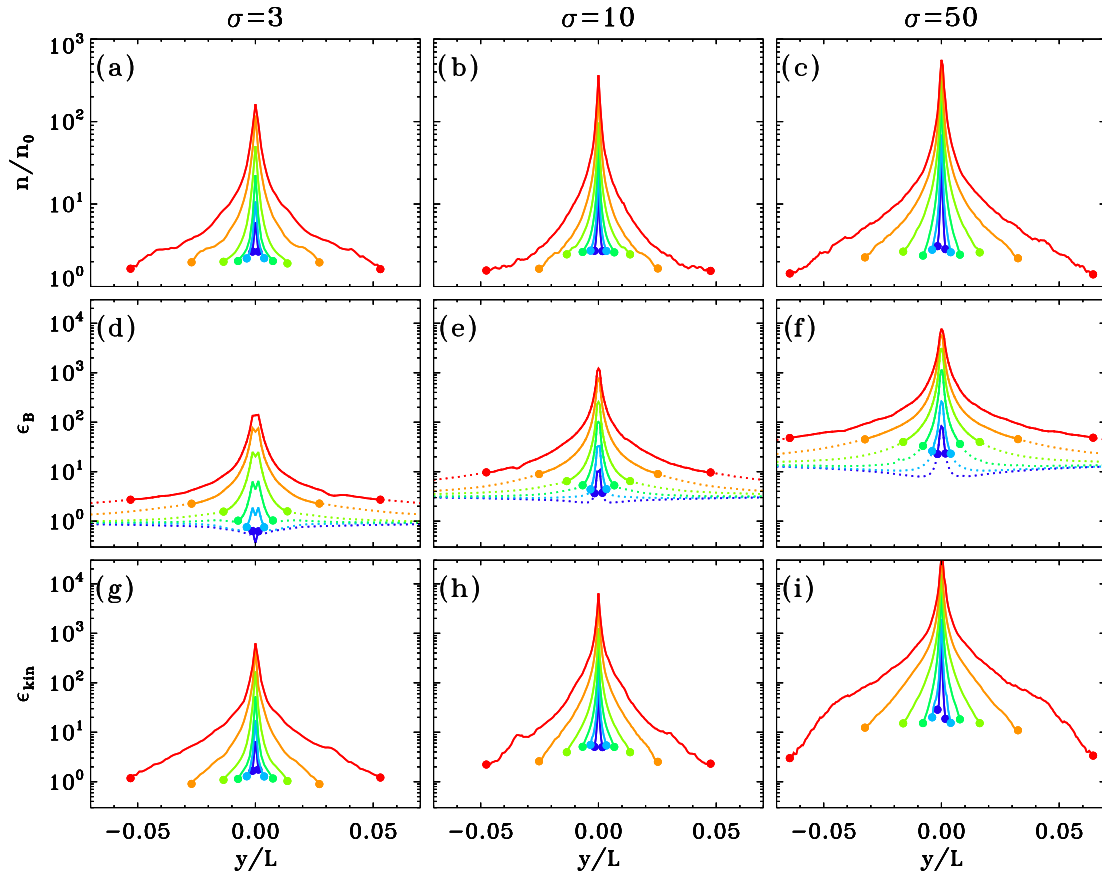 σ=3 σ=10 σ=50
(a) (b) (c)
10³
10²
10¹
10⁰
n/n₀
(d) (e) (f)
10⁴
10³
10²
10¹
10⁰
ϵ_B
(g) (h) (i)
10⁴
10³
10²
10¹
10⁰
ϵ_kin
−0.05 0.00 0.05 −0.05 0.00 0.05 −0.05 0.00 0.05
y/L y/L y/L